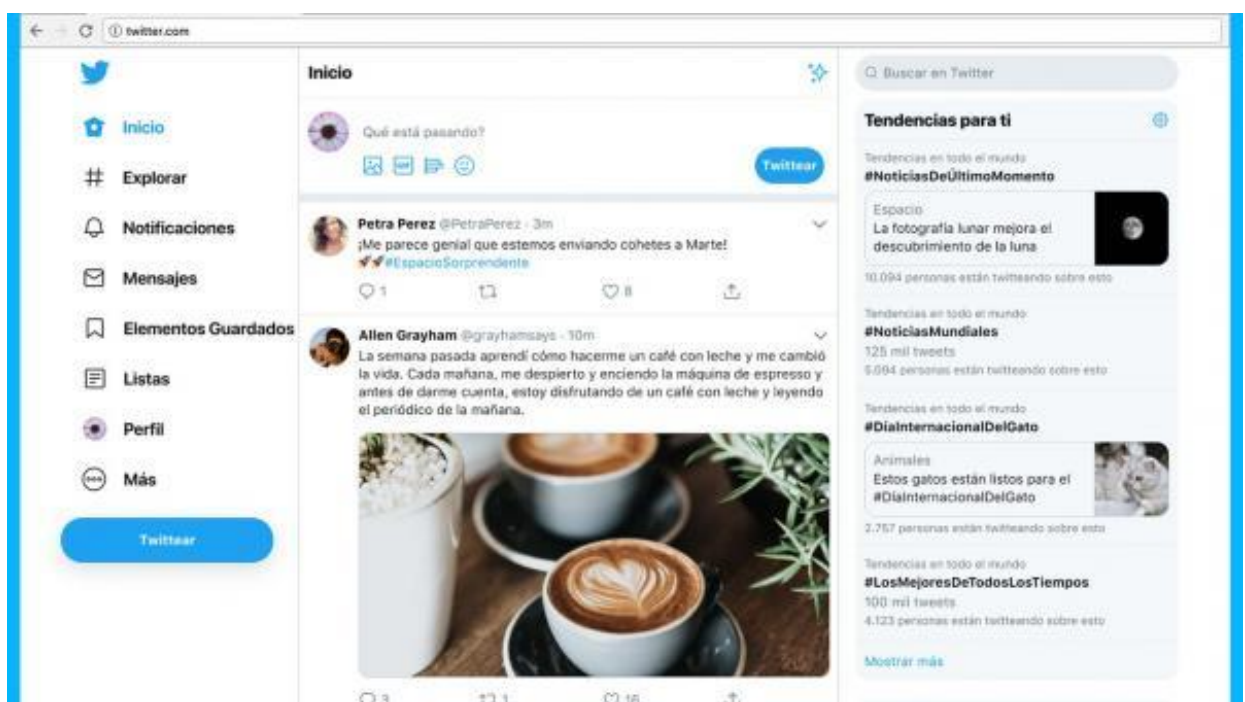 twitter.com
Inicio
Explorar
Notificaciones
Mensajes
Elementos Guardados
Listas
Perfil
Más
Twittear
Inicio
Qué está pasando?
GIF
Twittear
Petra Perez @PetraPerez · 3m
¡Me parece genial que estemos enviando cohetes a Marte!
🚀🚀#EspacioSorprendente
1
8
Allen Grayham @grayhamsays · 10m
La semana pasada aprendí cómo hacerme un café con leche y me cambió
la vida. Cada mañana, me despierto y enciendo la máquina de espresso y
antes de darme cuenta, estoy disfrutando de un café con leche y leyendo
el periódico de la mañana.
3
1
16
Buscar en Twitter
Tendencias para ti
Tendencias en todo el mundo
#NoticiasDeÚltimoMomento
Espacio
La fotografía lunar mejora el
descubrimiento de la luna
10.094 personas están twitteando sobre esto
Tendencias en todo el mundo
#NoticiasMundiales
125 mil tweets
5.094 personas están twitteando sobre esto
Tendencias en todo el mundo
#DíaInternacionalDelGato
Animales
Estos gatos están listos para el
#DíaInternacionalDelGato
2.757 personas están twitteando sobre esto
Tendencias en todo el mundo
#LosMejoresDeTodosLosTiempos
100 mil tweets
4.123 personas están twitteando sobre esto
Mostrar más